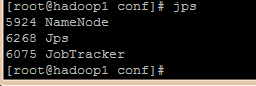 [root@hadoop1 conf]# jps
5924 NameNode
6268 Jps
6075 JobTracker
[root@hadoop1 conf]#